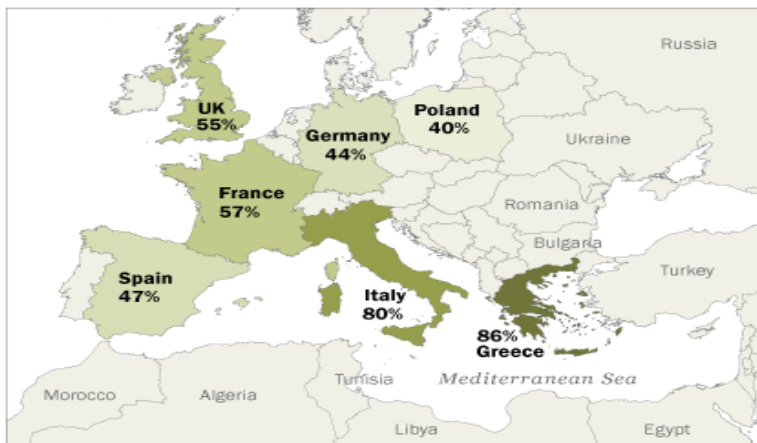 Russia
UK
55%
Poland
40%
Germany
44%
Ukraine
France
57%
Romania
Bulgaria
Spain
47%
Italy
80%
Turkey
86%
Greece
Mediterranean Sea
Morocco
Algeria
Tunisia
Libya
Egypt